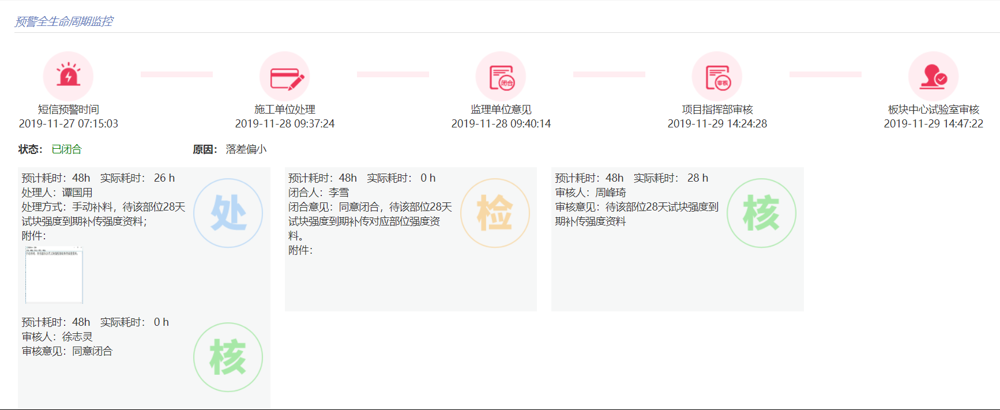 预警全生命周期监控
闭合
审核
短信预警时间
施工单位处理
监理单位意见
项目指挥部审核
板块中心试验室审核
2019-11-27 07:15:03
2019-11-28 09:37:24
2019-11-28 09:40:14
2019-11-29 14:24:28
2019-11-29 14:47:22
状态： 已闭合
原因： 落差偏小
预计耗时：48h 实际耗时： 26 h
处理人：谭国用
处理方式：手动补料，待该部位28天
试块强度到期补传强度资料；
附件：
处
预计耗时：48h 实际耗时： 0 h
闭合人：李雪
闭合意见：同意闭合，待该部位28天
试块强度到期补传对应部位强度资
料。
附件：
检
预计耗时：48h 实际耗时： 28 h
审核人：周峰琦
审核意见：待该部位28天试块强度到
期补传强度资料
核
预计耗时：48h 实际耗时： 0 h
审核人：徐志灵
审核意见：同意闭合
核